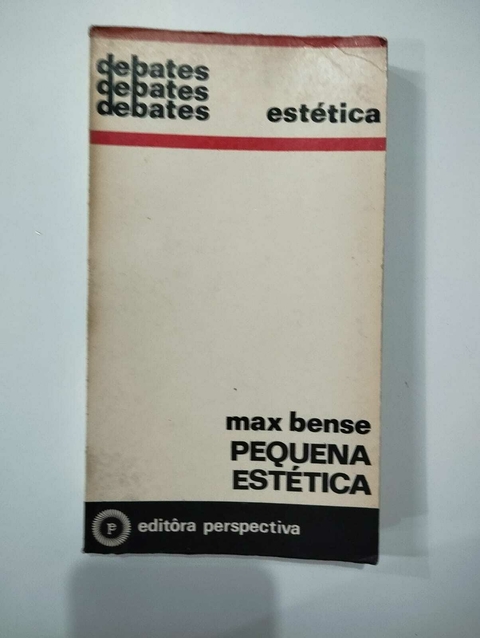 debates
debates
debates
estética
max bense
PEQUENA
ESTÉTICA
editôra perspectiva